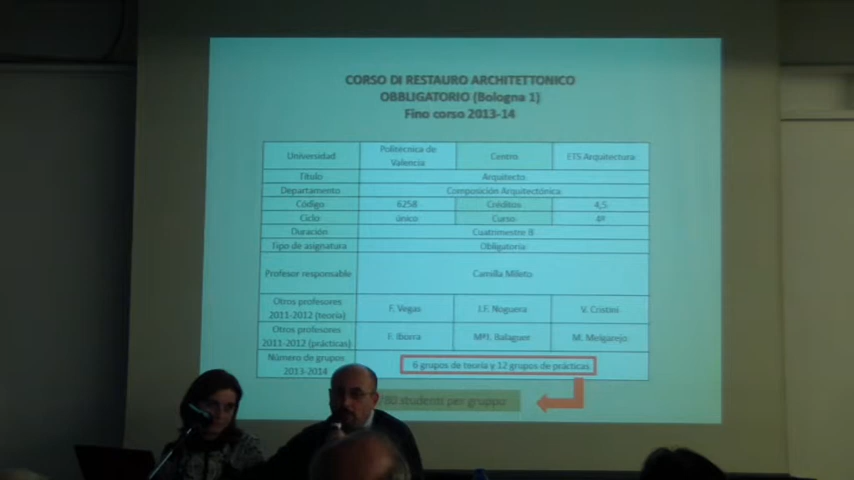 CORSO DI RESTAURO ARCHITETTONICO
OBBLIGATORIO (Bologna 1)
Fino corso 2013-14
Universidad Politécnica de Valencia Centro ETS Arquitectura
Título Arquitecto
Departamento Composición Arquitectónica
Código 6258 Créditos 4,5
Ciclo único Curso 4º
Duración Cuatrimestre B
Tipo de asignatura Obligatoria
Profesor responsable Camilla Mileto
Otros profesores 2011-2012 (teoría) F. Vegas J.F. Noguera V. Cristini
Otros profesores 2011-2012 (prácticas) F. Iborra MªI. Balaguer M. Melgarejo
Número de grupos 2013-2014 6 grupos de teoría y 12 grupos de prácticas
80 studenti per gruppo